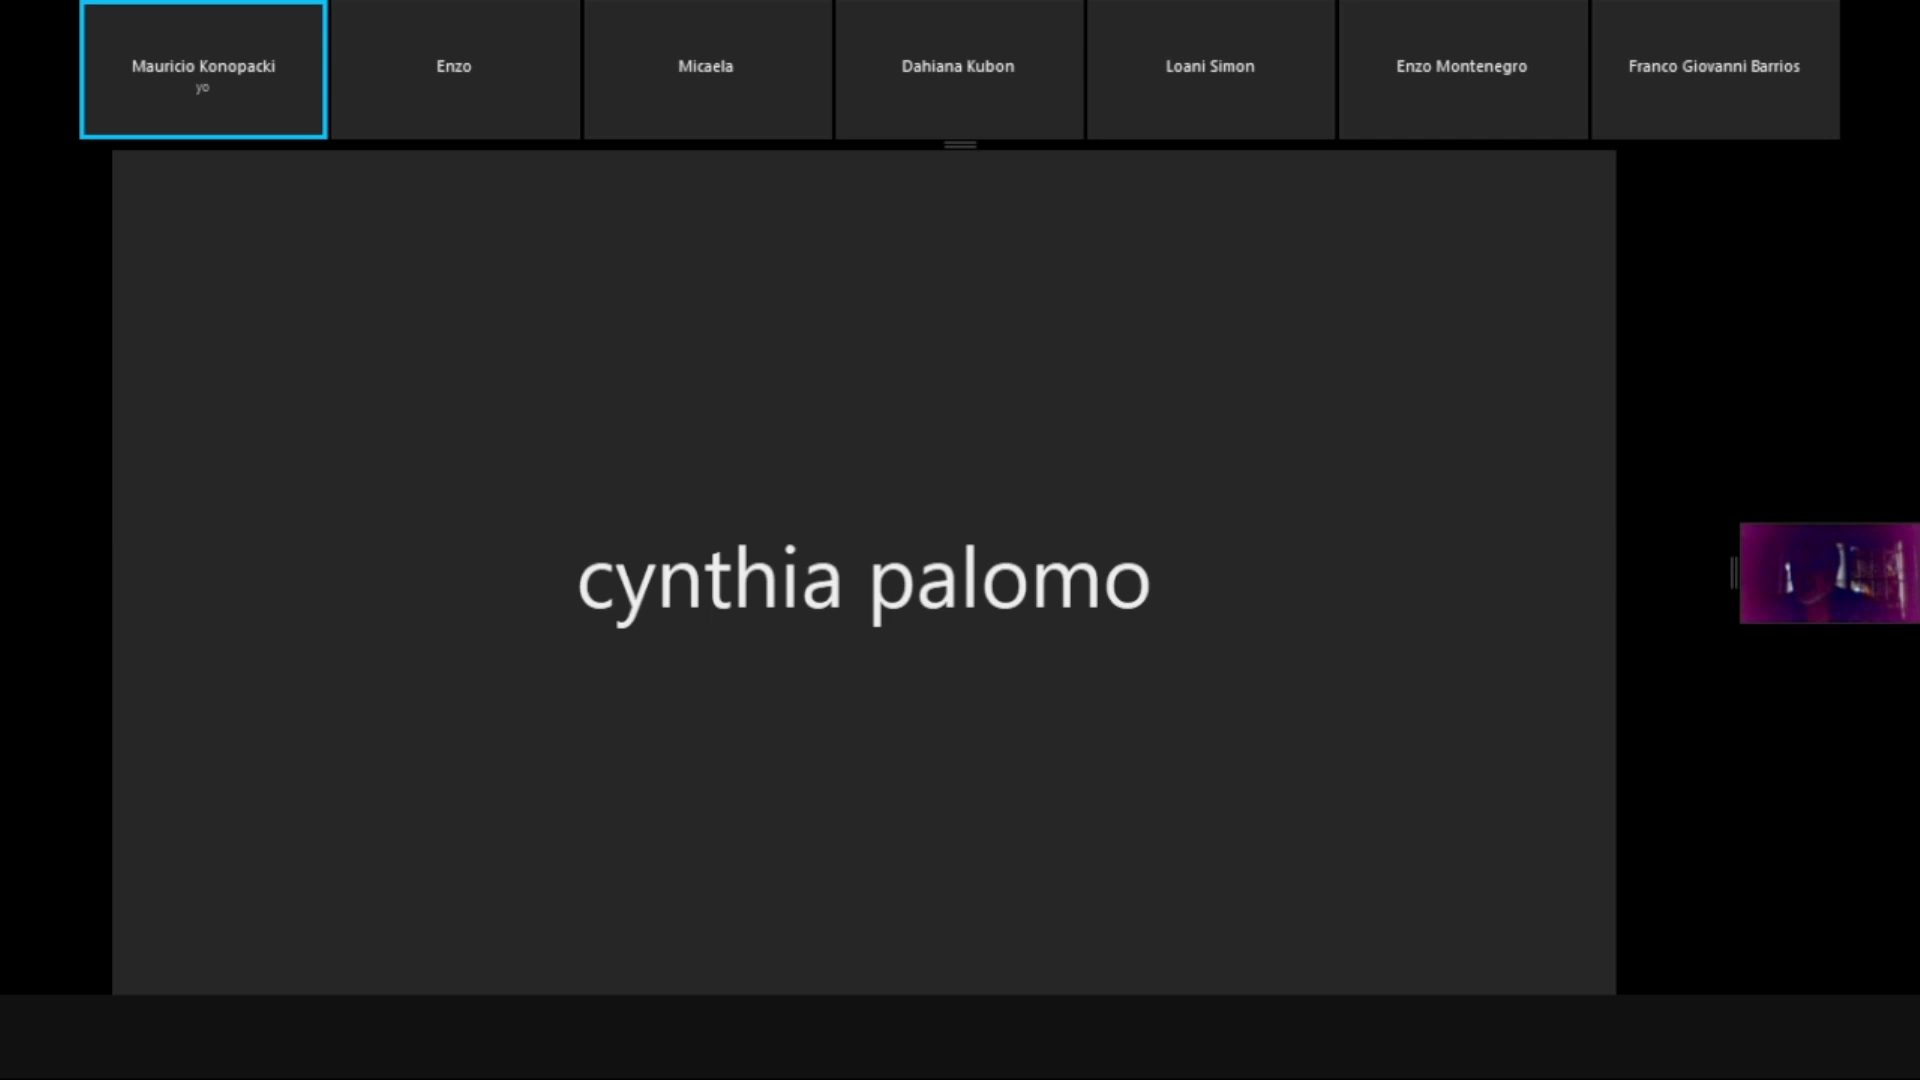 Mauricio Konopacki
yo
Enzo
Micaela
Dahiana Kubon
Loani Simon
Enzo Montenegro
Franco Giovanni Barrios
cynthia palomo